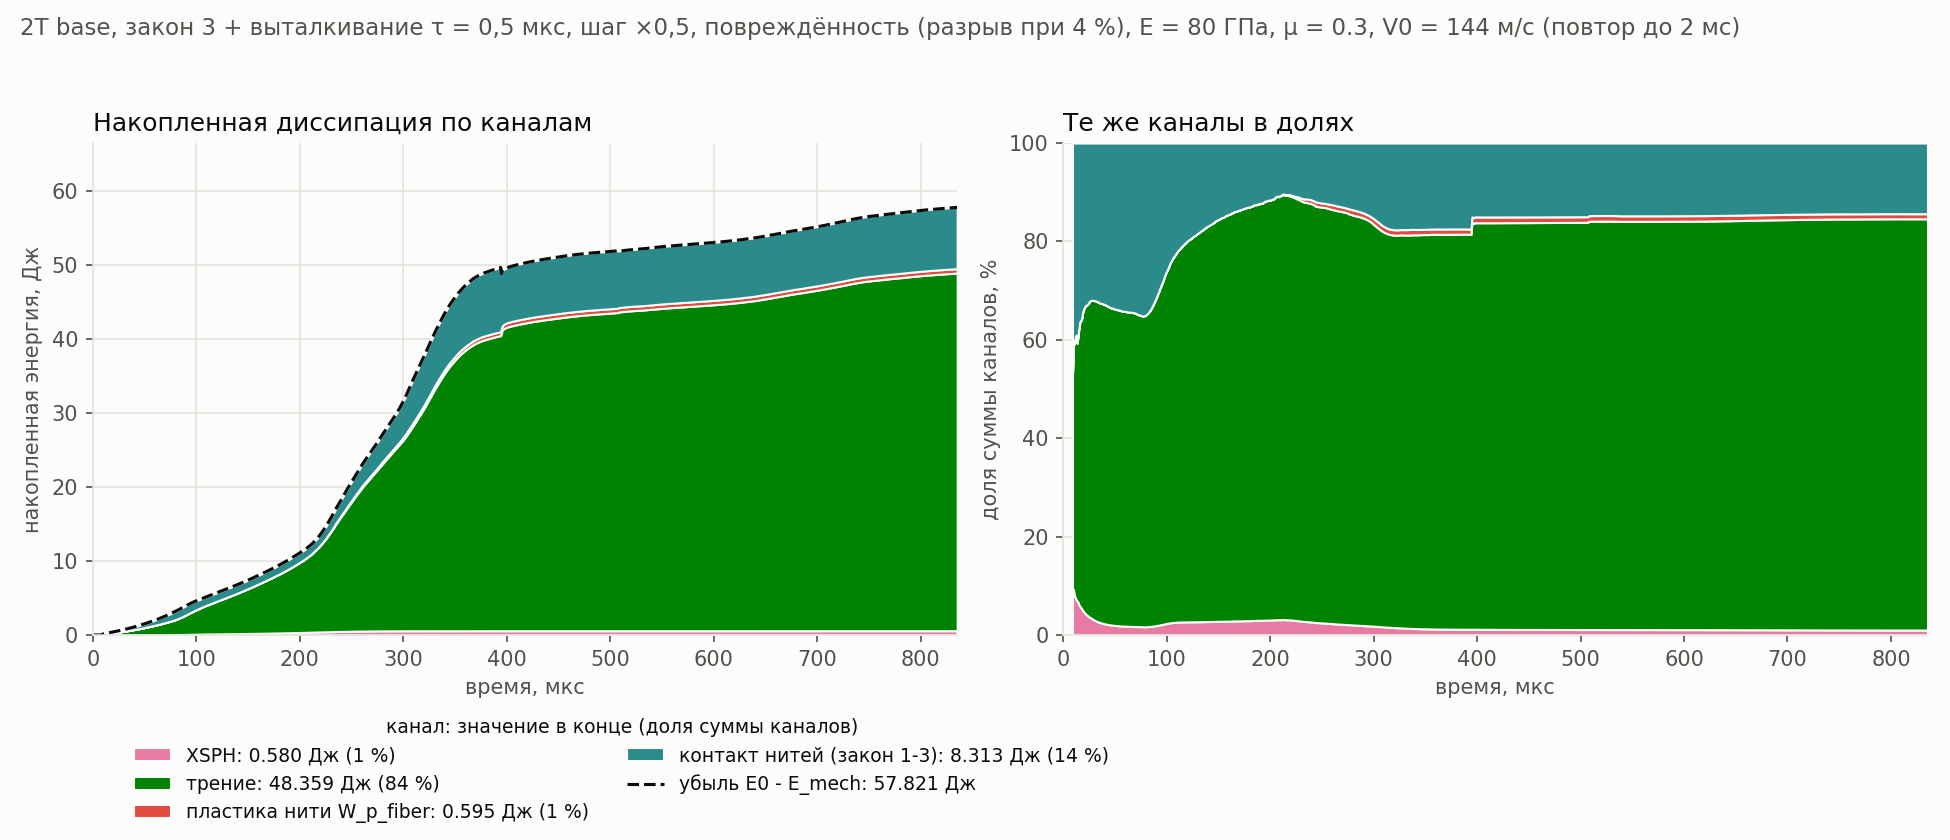 2T base, закон 3 + выталкивание τ = 0,5 мкс, шаг ×0,5, повреждённость (разрыв при 4 %), E = 80 ГПа, μ = 0.3, V0 = 144 м/с (повтор до 2 мс)
Накопленная диссипация по каналам
накопленная энергия, Дж
60
50
40
30
20
10
0
0 100 200 300 400 500 600 700 800
время, мкс
Те же каналы в долях
доля суммы каналов, %
100
80
60
40
20
0
0 100 200 300 400 500 600 700 800
время, мкс
канал: значение в конце (доля суммы каналов)
XSPH: 0.580 Дж (1 %)
трение: 48.359 Дж (84 %)
пластика нити W_p_fiber: 0.595 Дж (1 %)
контакт нитей (закон 1-3): 8.313 Дж (14 %)
убыль E0 - E_mech: 57.821 Дж